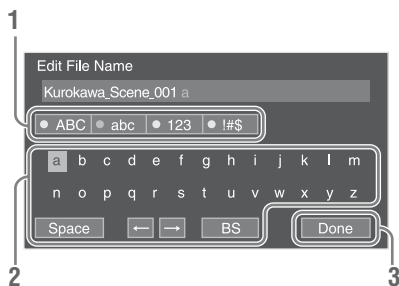 1
Edit File Name
Kurokawa_Scene_001 a
ABC abc 123 !#$
a b c d e f g h i j k l m
n o p q r s t u v w x y z
Space ← → BS Done
2 3